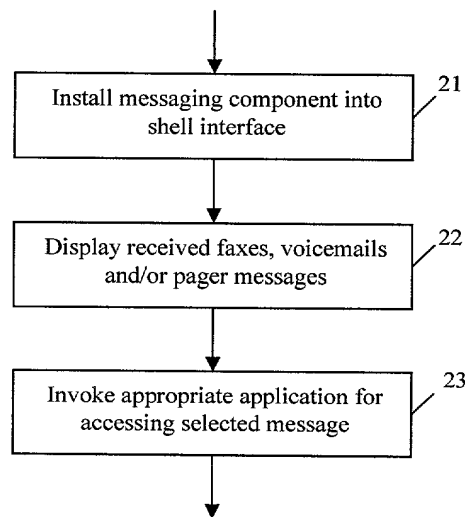 21
Install messaging component into
shell interface
22
Display received faxes, voicemails
and/or pager messages
23
Invoke appropriate application for
accessing selected message